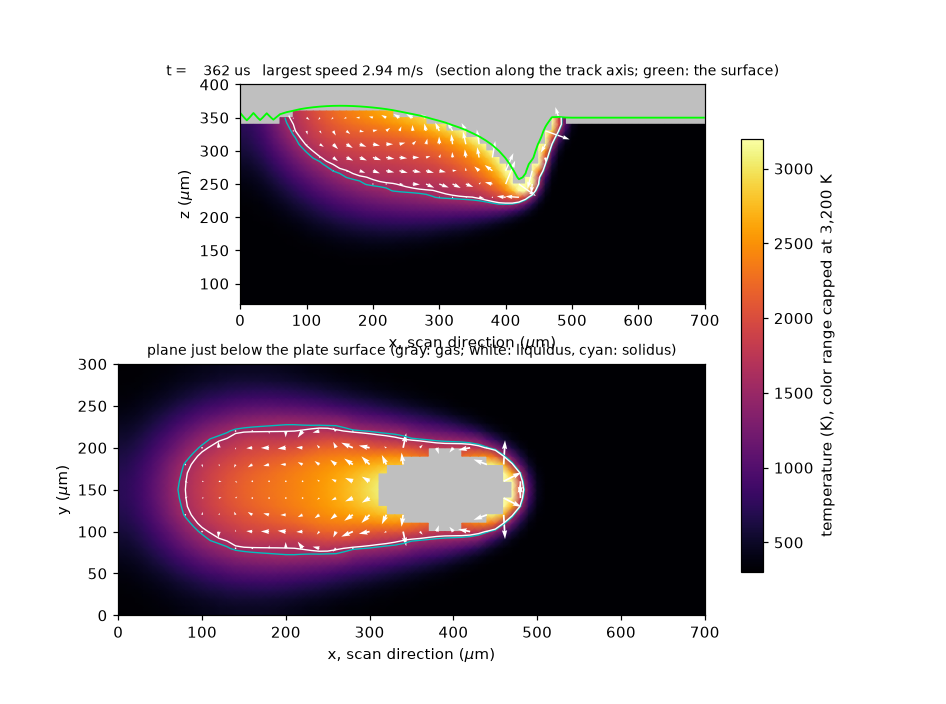 t = 362 us largest speed 2.94 m/s (section along the track axis; green: the surface)
400
350
300
250
200
150
100
z (μm)
0 100 200 300 400 500 600 700
x, scan direction (μm)
plane just below the plate surface (gray: gas; white: liquidus, cyan: solidus)
300
250
200
150
100
50
0
y (μm)
0 100 200 300 400 500 600 700
x, scan direction (μm)
3000
2500
2000
1500
1000
500
temperature (K), color range capped at 3,200 K